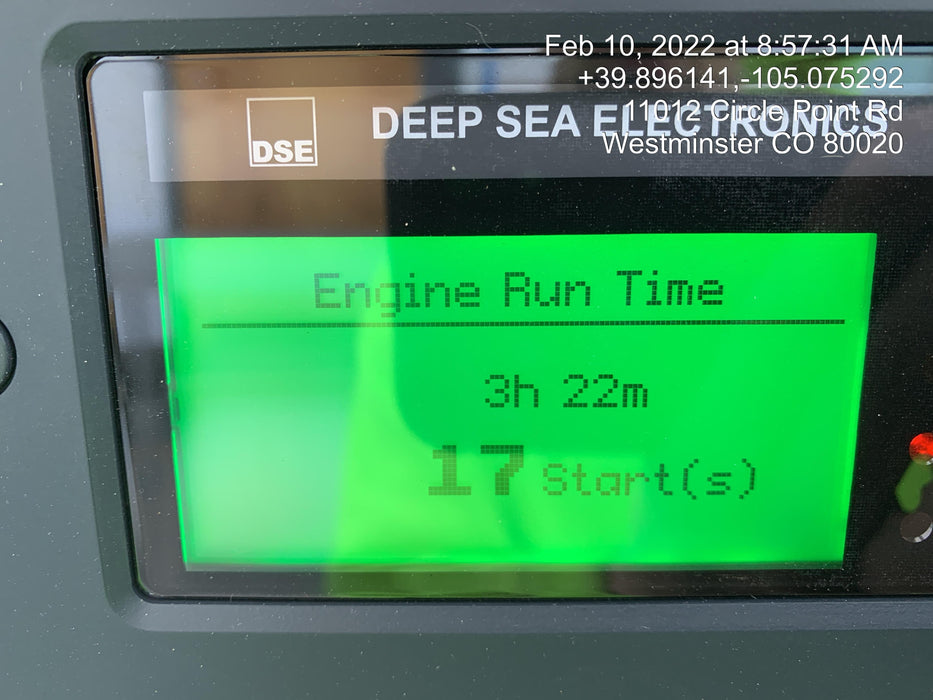 Feb 10, 2022 at 8:57:31 AM
+39.896141,-105.075292
11012 Circle Point Rd
Westminster CO 80020
DSE
DEEP SEA ELECTRONICS
Engine Run Time
3h 22m
17 Start(s)